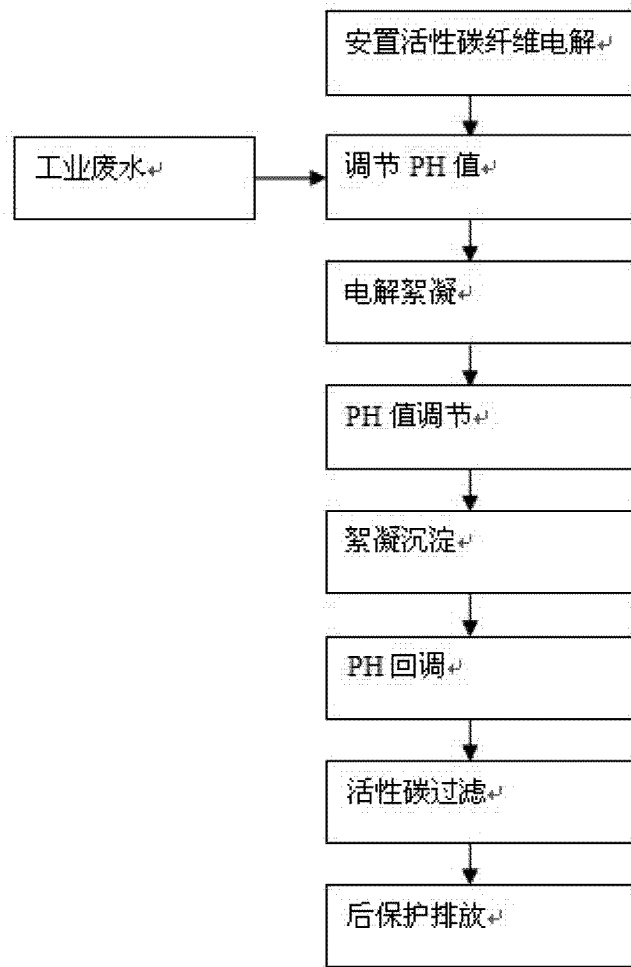 安置活性碳纤维电解
工业废水
调节 PH 值
电解絮凝
PH 值调节
絮凝沉淀
PH 回调
活性碳过滤
后保护排放